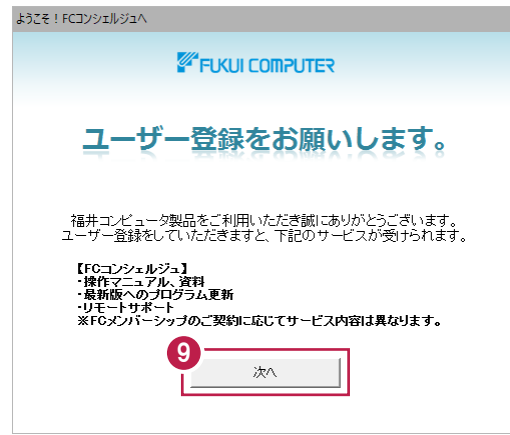 ようこそ！FCコンシェルジュへ
FUKUI COMPUTER
ユーザー登録をお願いします。
福井コンピュータ製品をご利用いただき誠にありがとうございます。
ユーザー登録をしていただきますと、下記のサービスが受けられます。
【FCコンシェルジュ】
・操作マニュアル、資料
・最新版へのプログラム更新
・リモートサポート
※FCメンバーシップのご契約に応じてサービス内容は異なります。
9
次へ